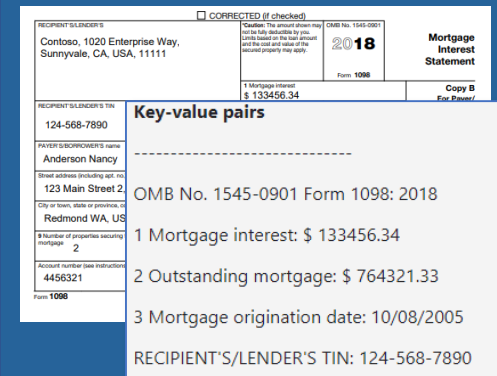 CORRECTED (if checked)
RECIPIENT'S/LENDER'S
Contoso, 1020 Enterprise Way,
Sunnyvale, CA, USA, 11111
*Caution: The amount shown may
not be fully deductible by you.
Limits based on the loan amount
and the cost and value of the
secured property may apply.
OMB No. 1545-0901
2018
Form 1098
Mortgage
Interest
Statement
1 Mortgage interest
$ 133456.34
Copy B
For Payer/
RECIPIENT'S/LENDER'S TIN
124-568-7890
PAYER'S/BORROWER'S name
Anderson Nancy
Street address (including apt. no.
123 Main Street 2,
City or town, state or province, c
Redmond WA, US
9 Number of properties securing
mortgage
2
Account number (see instruction
4456321
Form 1098
Key-value pairs
------------------------------
OMB No. 1545-0901 Form 1098: 2018
1 Mortgage interest: $ 133456.34
2 Outstanding mortgage: $ 764321.33
3 Mortgage origination date: 10/08/2005
RECIPIENT'S/LENDER'S TIN: 124-568-7890